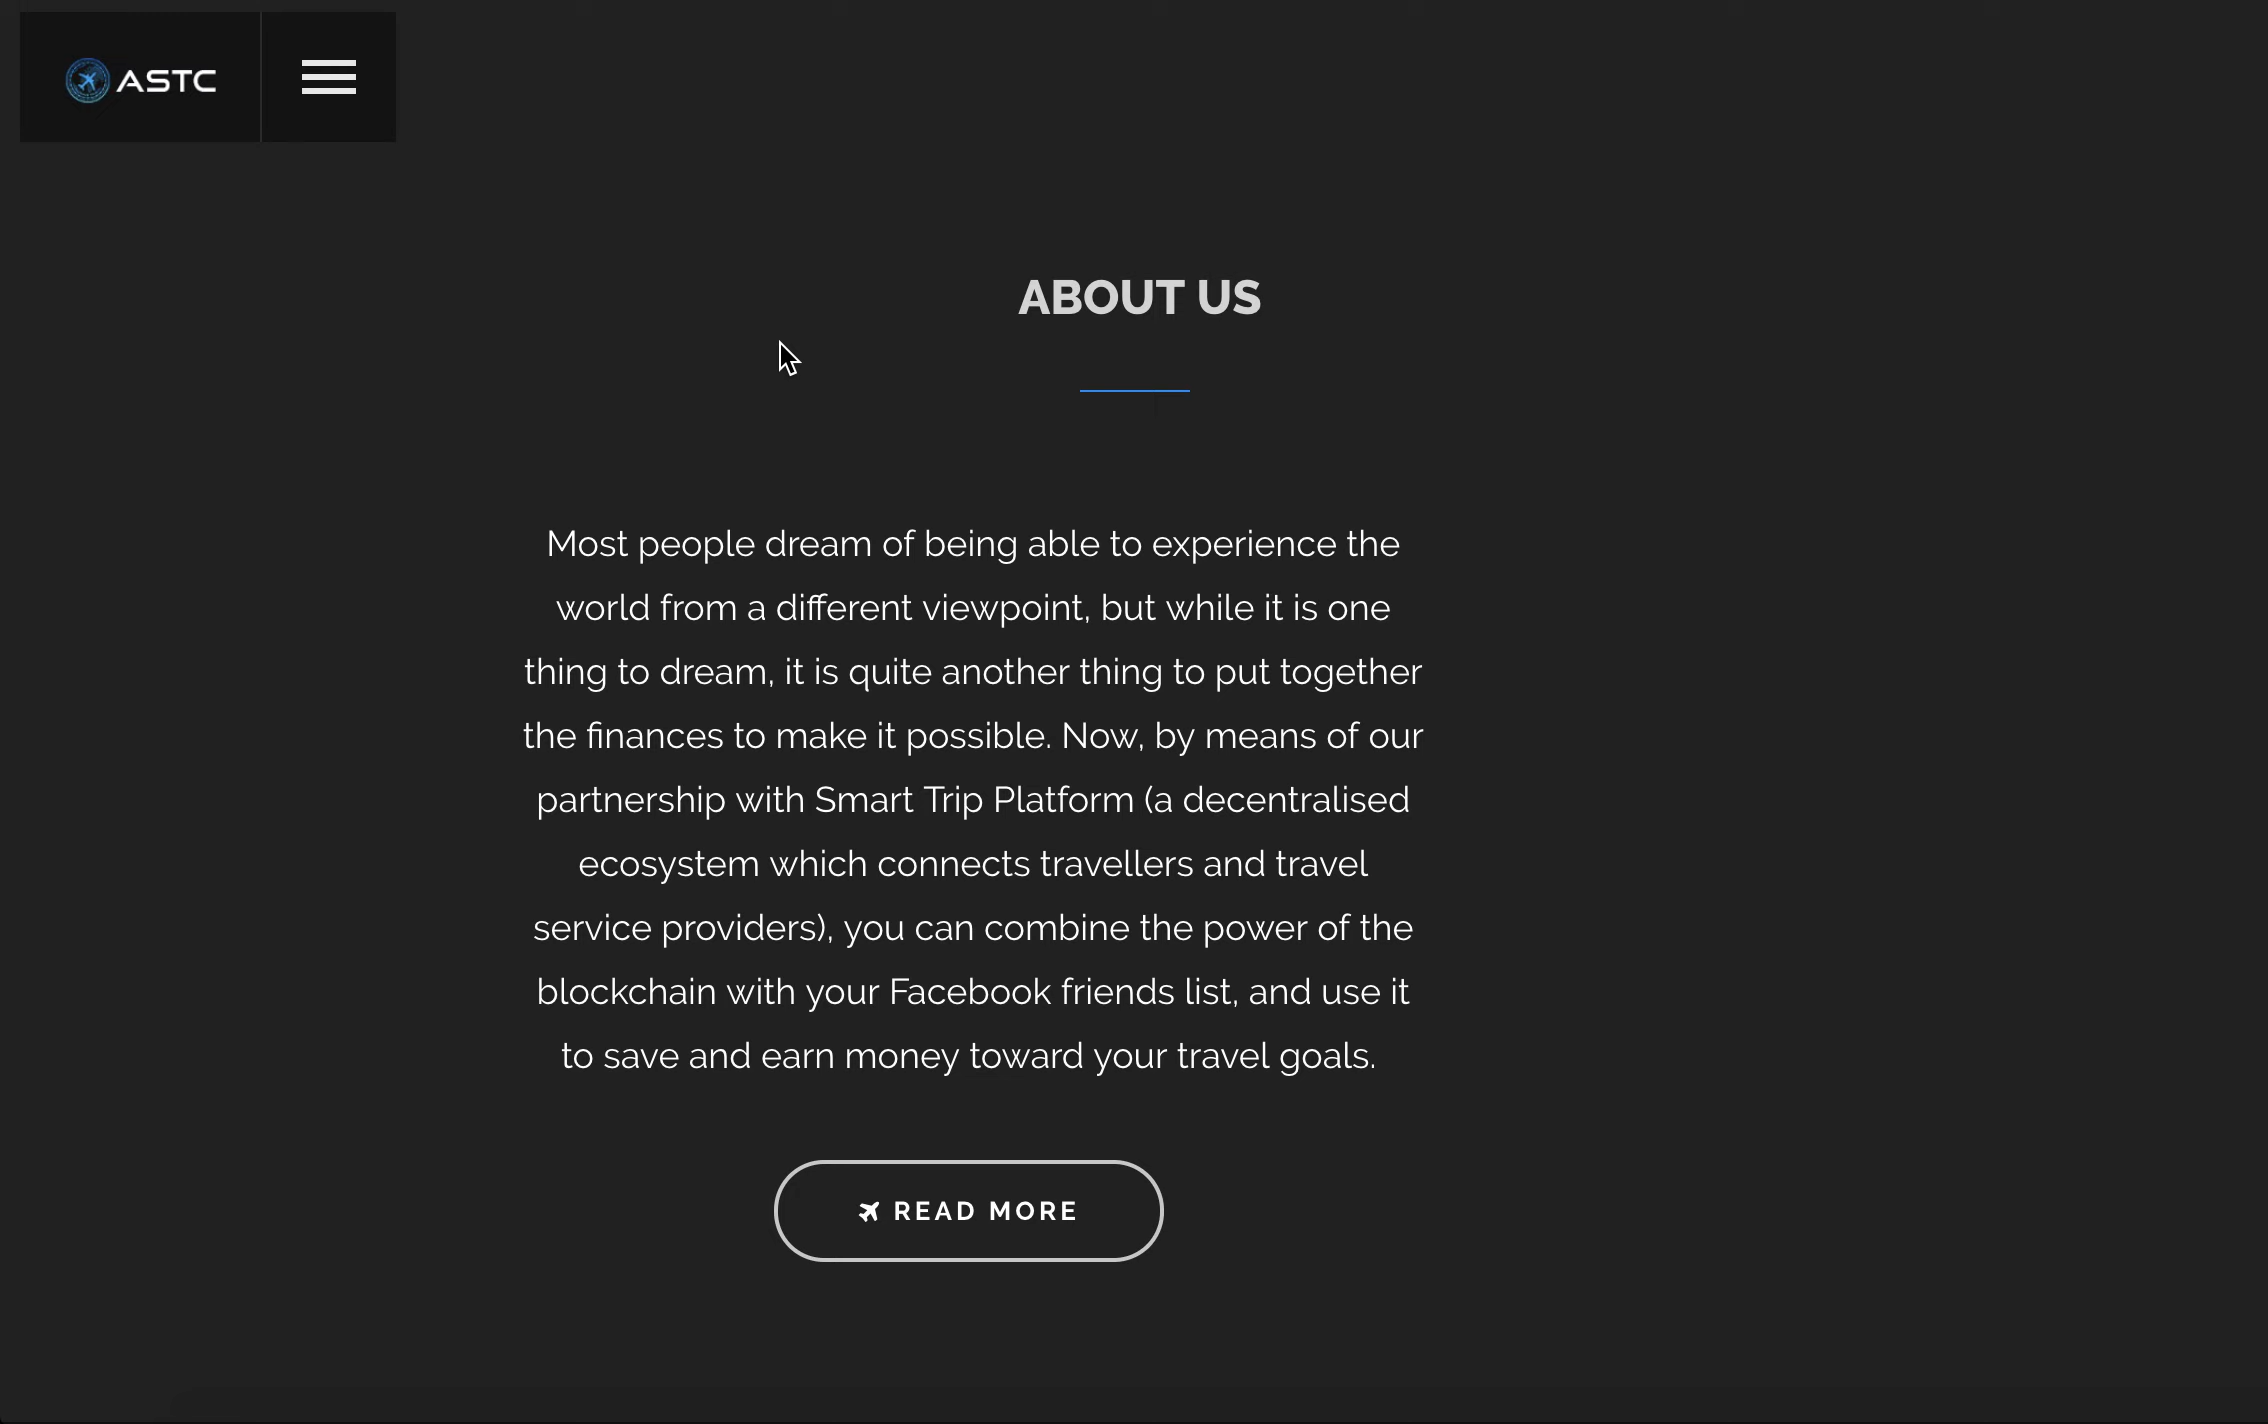 ASTC
ABOUT US
Most people dream of being able to experience the
world from a different viewpoint, but while it is one
thing to dream, it is quite another thing to put together
the finances to make it possible. Now, by means of our
partnership with Smart Trip Platform (a decentralised
ecosystem which connects travellers and travel
service providers), you can combine the power of the
blockchain with your Facebook friends list, and use it
to save and earn money toward your travel goals.
READ MORE